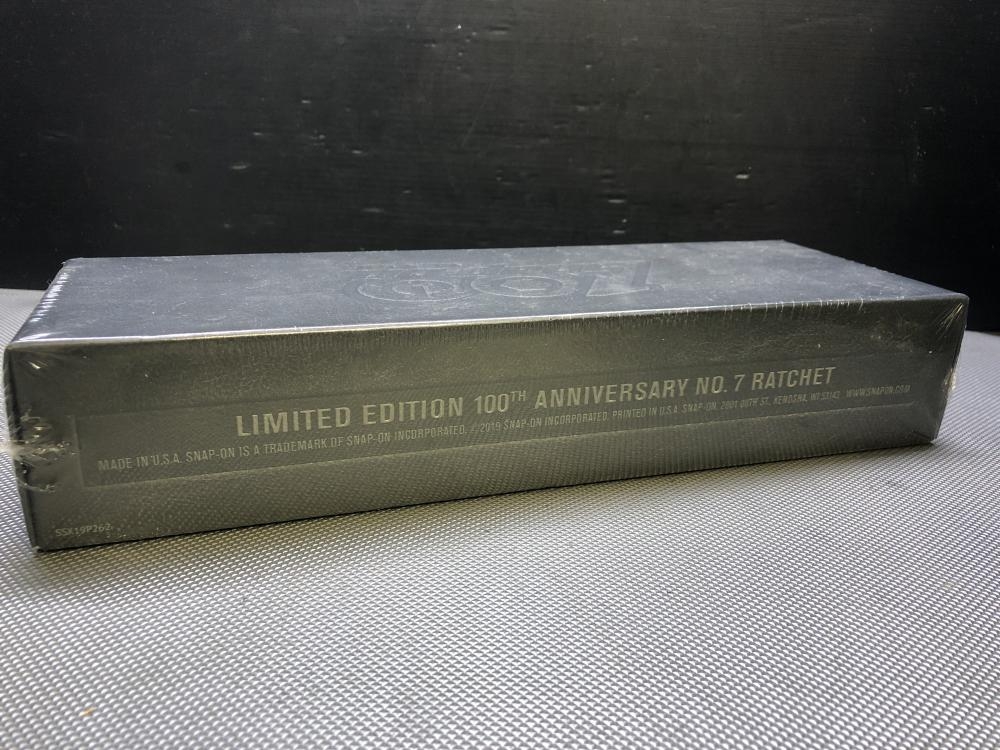 100
LIMITED EDITION 100TH ANNIVERSARY NO. 7 RATCHET
MADE IN U.S.A. SNAP-ON IS A TRADEMARK OF SNAP-ON INCORPORATED. ©2019 SNAP-ON INCORPORATED. PRINTED IN U.S.A. SNAP-ON, 2801 80TH ST., KENOSHA, WI 53143 WWW.SNAPON.COM
SSX19P262